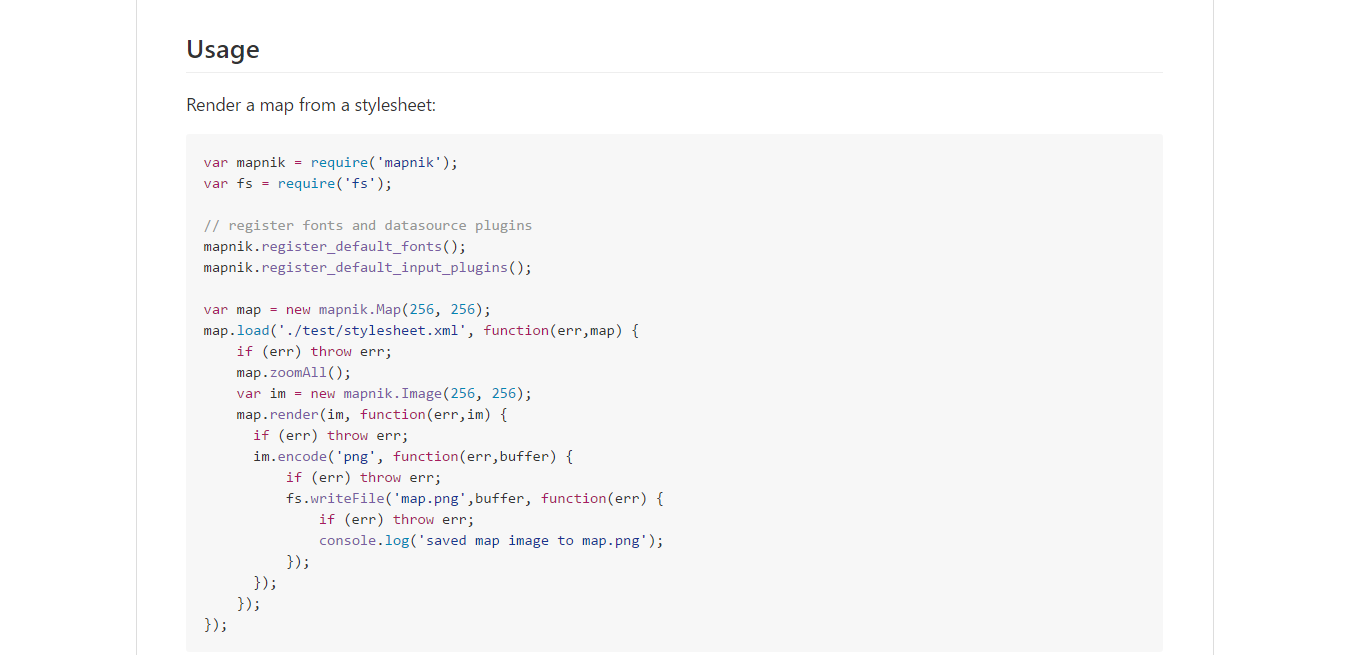 Usage
Render a map from a stylesheet:
var mapnik = require('mapnik');
var fs = require('fs');
// register fonts and datasource plugins
mapnik.register_default_fonts();
mapnik.register_default_input_plugins();
var map = new mapnik.Map(256, 256);
map.load('./test/stylesheet.xml', function(err,map) {
    if (err) throw err;
    map.zoomAll();
    var im = new mapnik.Image(256, 256);
    map.render(im, function(err,im) {
      if (err) throw err;
      im.encode('png', function(err,buffer) {
          if (err) throw err;
          fs.writeFile('map.png',buffer, function(err) {
              if (err) throw err;
              console.log('saved map image to map.png');
          });
      });
    });
});